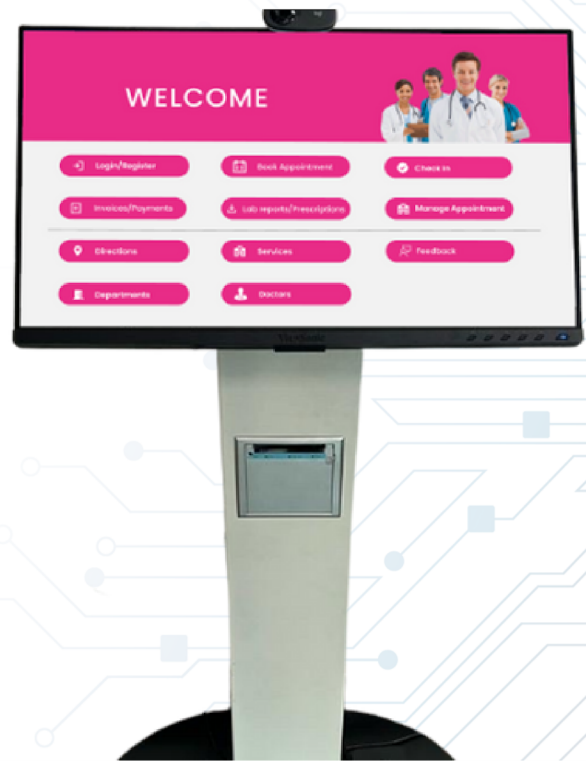 WELCOME
Login/Register
Book Appointment
Check In
Invoices/Payments
Lab reports/Prescriptions
Manage Appointment
Directions
Services
Feedback
Departments
Doctors
ViewSonic